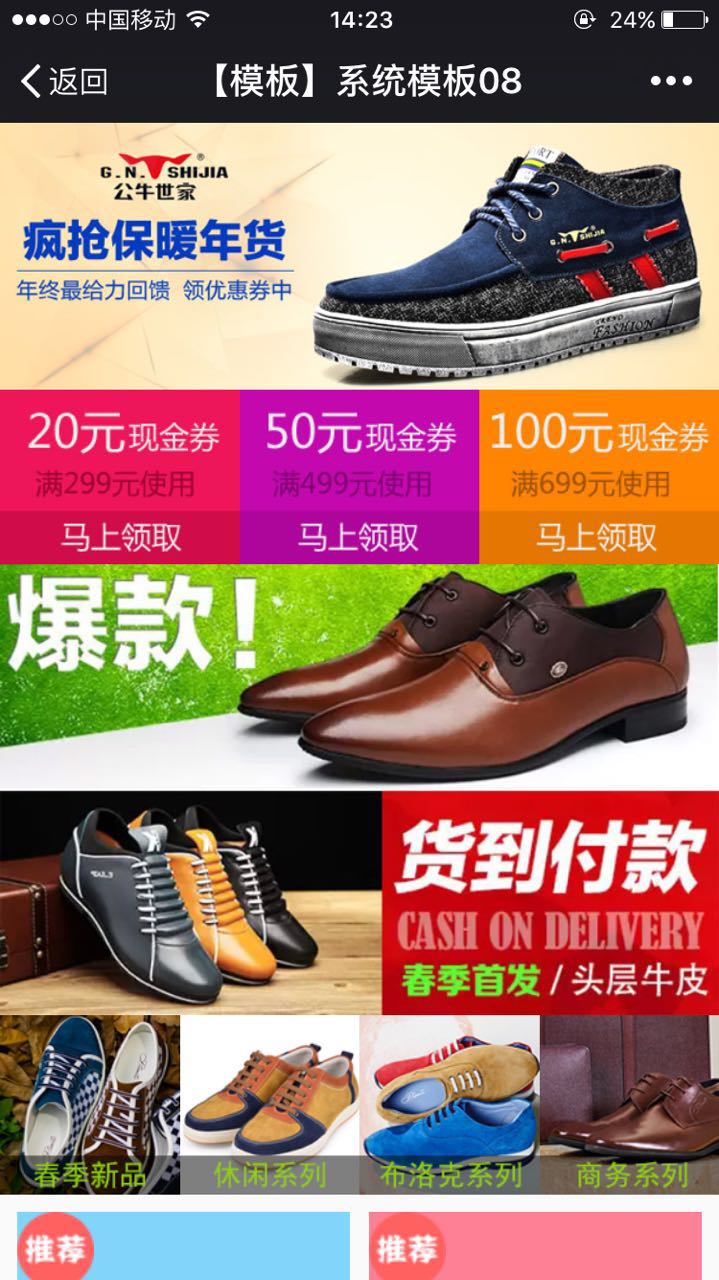 中国移动
14:23
24%
返回
【模板】系统模板08
G.N. SHIJIA®
公牛世家
疯抢保暖年货
年终最给力回馈 领优惠券中
G.N. SHIJIA
TREND
FASHION
20元现金券
满299元使用
马上领取
50元现金券
满499元使用
马上领取
100元现金券
满699元使用
马上领取
爆款!
货到付款
CASH ON DELIVERY
春季首发 / 头层牛皮
春季新品
休闲系列
布洛克系列
商务系列
推荐
推荐